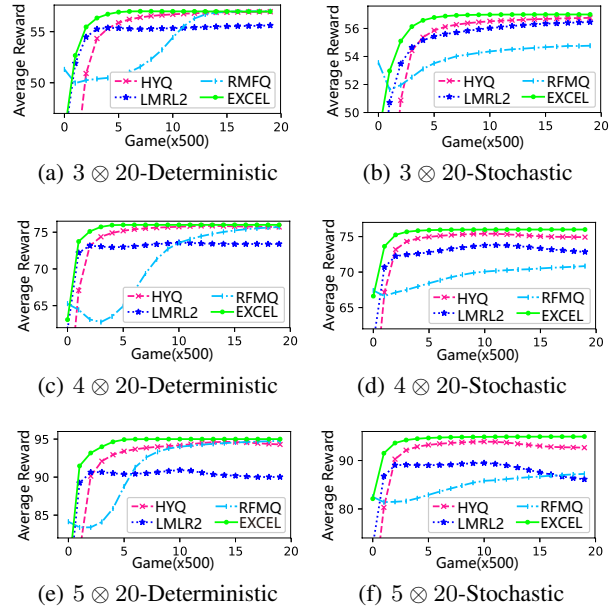 Average Reward
55
50
HYQ
RMFQ
LMRL2
EXCEL
0
5
10
15
20
Game(x500)
(a) 3 ⊗ 20-Deterministic
Average Reward
56
54
52
50
HYQ
RFMQ
LMRL2
EXCEL
0
5
10
15
20
Game(x500)
(b) 3 ⊗ 20-Stochastic
Average Reward
75
70
65
HYQ
RFMQ
LMRL2
EXCEL
0
5
10
15
20
Game(x500)
(c) 4 ⊗ 20-Deterministic
Average Reward
75
70
65
HYQ
RFMQ
LMRL2
EXCEL
0
5
10
15
20
Game(x500)
(d) 4 ⊗ 20-Stochastic
Average Reward
95
90
85
HYQ
RFMQ
LMLR2
EXCEL
0
5
10
15
20
Game(x500)
(e) 5 ⊗ 20-Deterministic
Average Reward
90
80
HYQ
RFMQ
LMRL2
EXCEL
0
5
10
15
20
Game(x500)
(f) 5 ⊗ 20-Stochastic